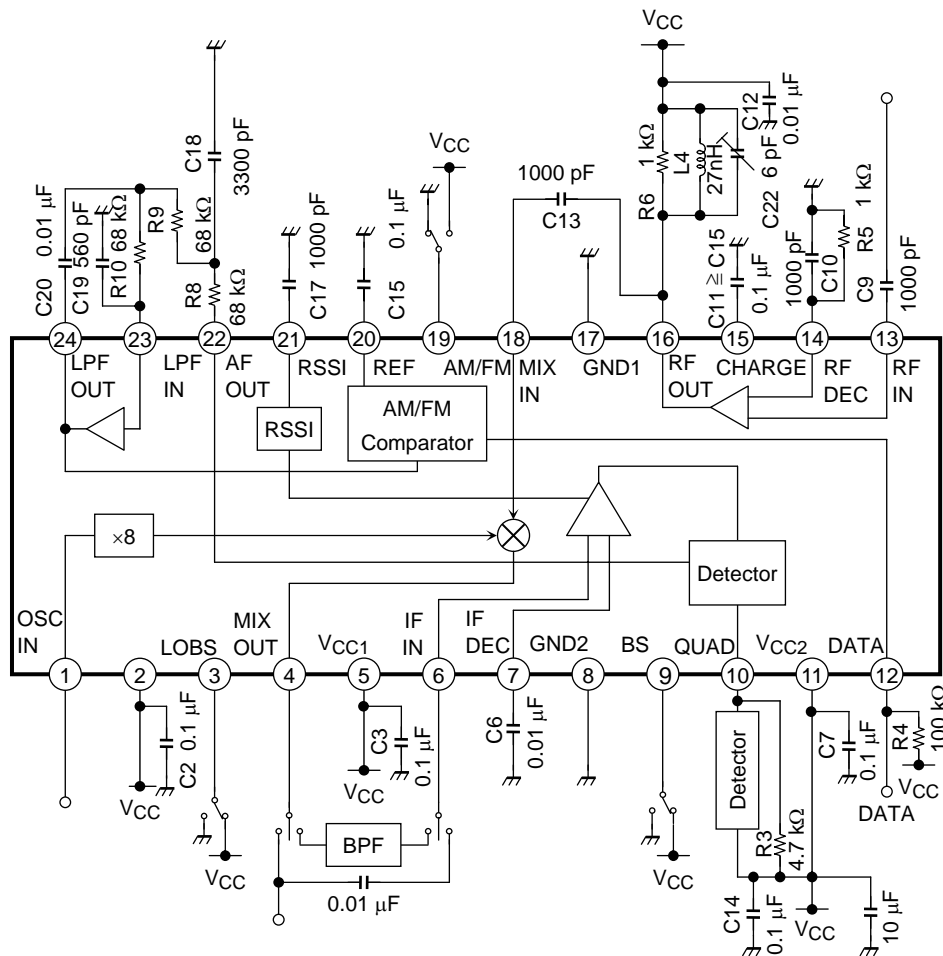 VCC
C18
3300 pF
VCC
1 kΩ
R6
L4
27nH
6 pF
C22
C12
0.01 μF
1000 pF
C13
C20
0.01 μF
C19
560 pF
R10
68 kΩ
R9
68 kΩ
R8
68 kΩ
C17
1000 pF
C15
0.1 μF
C11 ≥ C15
0.1 μF
1000 pF
C10
R5
1 kΩ
C9
1000 pF
24
23
22
21
20
19
18
17
16
15
14
13
LPF
OUT
LPF
IN
AF
OUT
RSSI
REF
AM/FM
MIX
IN
GND1
RF
OUT
CHARGE
RF
DEC
RF
IN
RSSI
AM/FM
Comparator
×8
Detector
OSC
IN
LOBS
MIX
OUT
VCC1
IF
IN
IF
DEC
GND2
BS
QUAD
VCC2
DATA
1
2
3
4
5
6
7
8
9
10
11
12
C2
0.1 μF
VCC
VCC
C3
0.1 μF
VCC
BPF
0.01 μF
C6
0.01 μF
VCC
Detector
R3
4.7 kΩ
C14
0.1 μF
VCC
10 μF
C7
0.1 μF
R4
100 kΩ
VCC
DATA